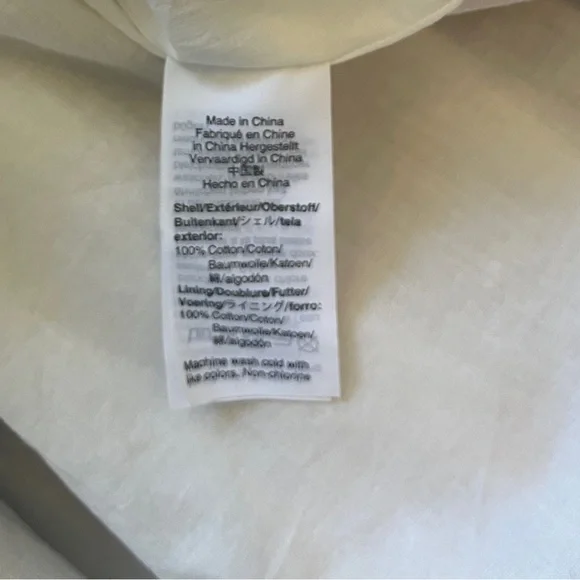 Made in China
Fabriqué en Chine
in China Hergestellt
Vervaardigd in China
中国製
Hecho en China
Shell/Extérieur/Oberstoff/
Buitenkant/シェル/tela
exterior:
100% Cotton/Coton/
Baumwolle/Katoen/
綿/algodón
Lining/Doublure/Futter/
Voering/ライニング/forro:
100% Cotton/Coton/
Baumwolle/Katoen/
綿/algodón
Machine wash cold with
like colors. Non-chlorine